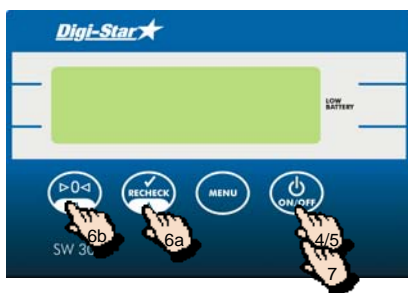 Digi-Star
LOW
BATTERY
>0<
RECHECK
MENU
ON/OFF
6b
6a
4/5
7
SW 30